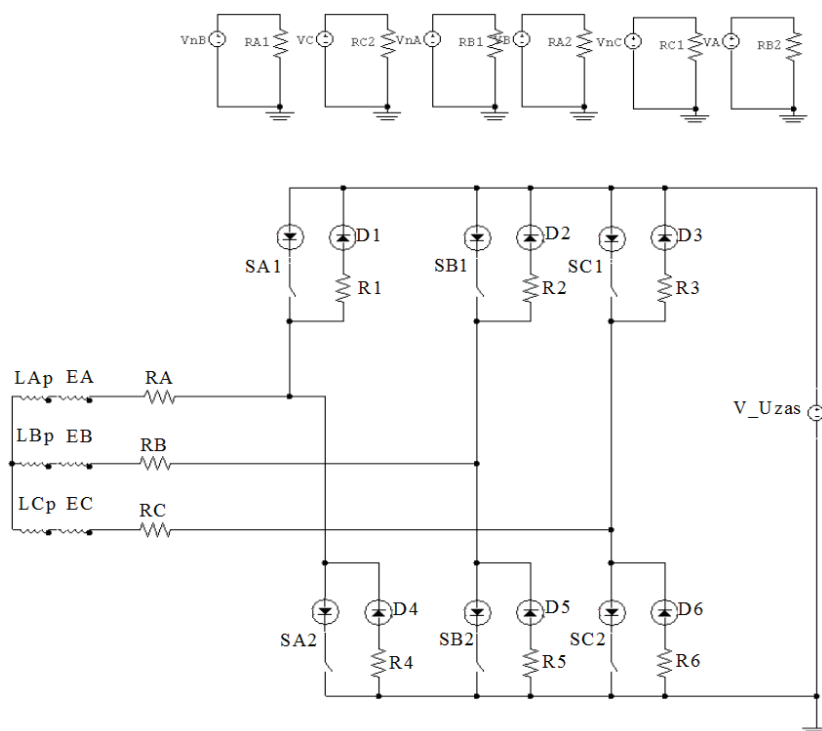 VnB RA1 VC RC2 VnA RB1 VB RA2 VnC RC1 VA RB2
D1 D2 D3
SA1 SB1 SC1
R1 R2 R3
LAp EA RA
V_Uzas
LBp EB RB
LCp EC RC
D4 D5 D6
SA2 SB2 SC2
R4 R5 R6